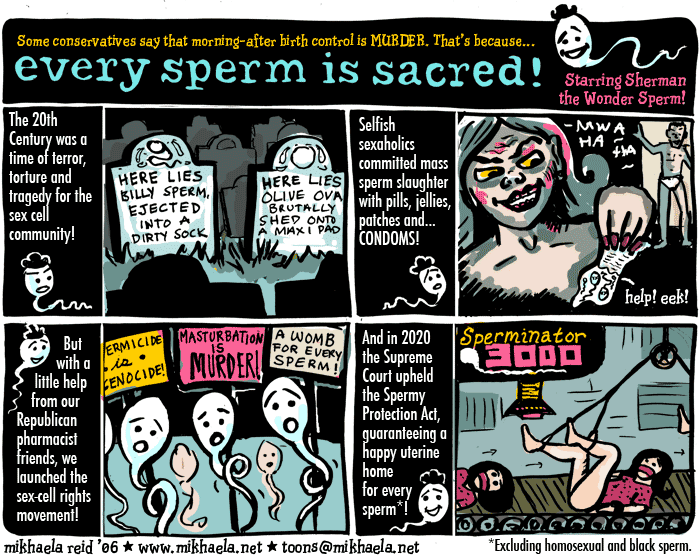 Some conservatives say that morning-after birth control is MURDER. That's because...
every sperm is sacred!
Starring Sherman
the Wonder Sperm!
The 20th
Century was a
time of terror,
torture and
tragedy for the
sex cell
community!
HERE LIES
BILLY SPERM,
EJECTED
INTO A
DIRTY SOCK
HERE LIES
OLIVE OVA
BRUTALLY
SHED ONTO
A MAXI PAD
Selfish
sexaholics
committed mass
sperm slaughter
with pills, jellies,
patches and...
CONDOMS!
-MWA
HA
HA-
help! eek!
But
with a
little help
from our
Republican
pharmacist
friends, we
launched the
sex-cell rights
movement!
ERMICIDE
is
ENOCIDE!
MASTURBATION
IS
MURDER!
A WOMB
FOR EVERY
SPERM!
And in 2020
the Supreme
Court upheld
the Spermy
Protection Act,
guaranteeing a
happy uterine
home
for every
sperm*!
Sperminator
3000
mikhaela reid '06 ★ www.mikhaela.net ★ toons@mikhaela.net
*Excluding homosexual and black sperm.